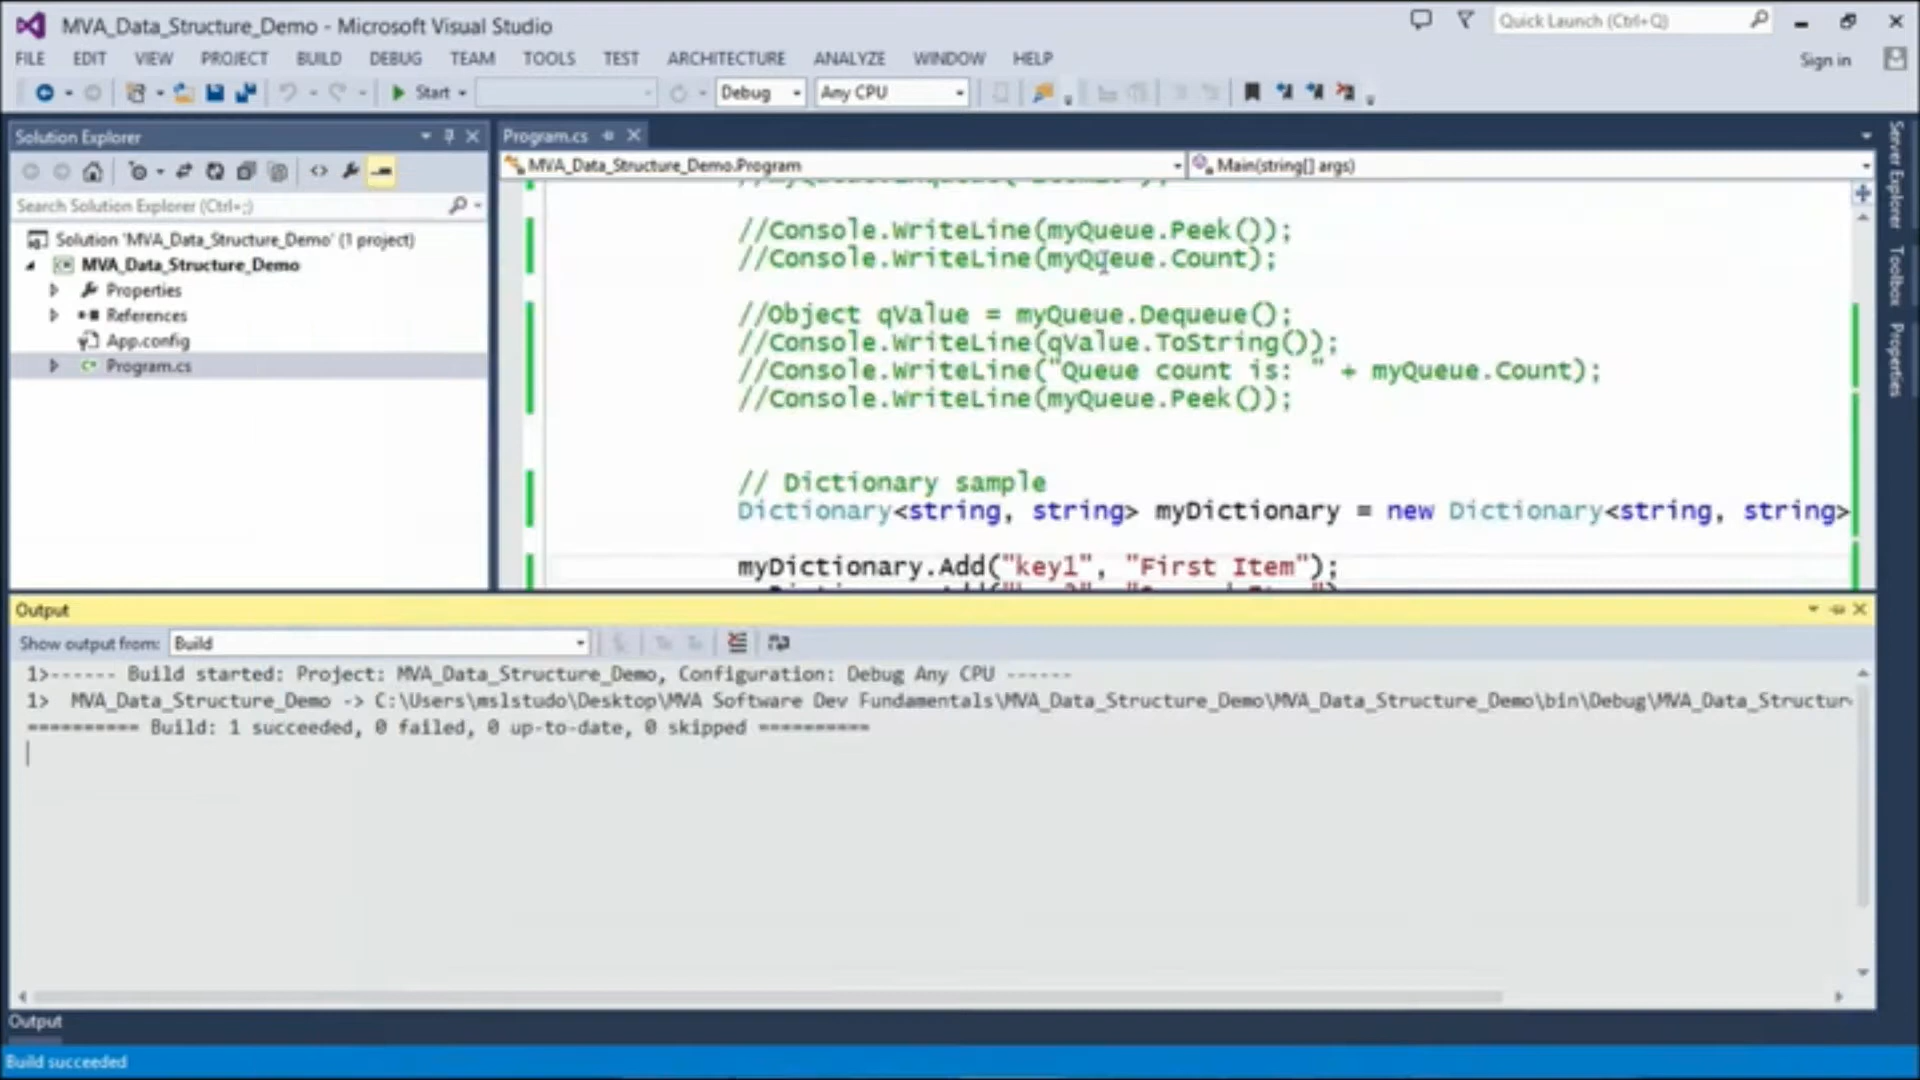 MVA_Data_Structure_Demo - Microsoft Visual Studio
Quick Launch (Ctrl+Q)
FILE EDIT VIEW PROJECT BUILD DEBUG TEAM TOOLS TEST ARCHITECTURE ANALYZE WINDOW HELP
Sign in
Start
Debug
Any CPU
Solution Explorer
Search Solution Explorer (Ctrl+;)
Solution 'MVA_Data_Structure_Demo' (1 project)
MVA_Data_Structure_Demo
Properties
References
App.config
Program.cs
Program.cs
MVA_Data_Structure_Demo.Program
Main(string[] args)
//Console.WriteLine(myQueue.Peek());
//Console.WriteLine(myQueue.Count);
//Object qValue = myQueue.Dequeue();
//Console.WriteLine(qValue.ToString());
//Console.WriteLine("Queue count is: " + myQueue.Count);
//Console.WriteLine(myQueue.Peek());
// Dictionary sample
Dictionary<string, string> myDictionary = new Dictionary<string, string>
myDictionary.Add("key1", "First Item");
Server Explorer
Toolbox
Properties
Output
Show output from: Build
1>------ Build started: Project: MVA_Data_Structure_Demo, Configuration: Debug Any CPU ------
1> MVA_Data_Structure_Demo -> C:\Users\mslstudo\Desktop\MVA Software Dev Fundamentals\MVA_Data_Structure_Demo\MVA_Data_Structure_Demo\bin\Debug\MVA_Data_Structur
========== Build: 1 succeeded, 0 failed, 0 up-to-date, 0 skipped ==========
Output
Build succeeded